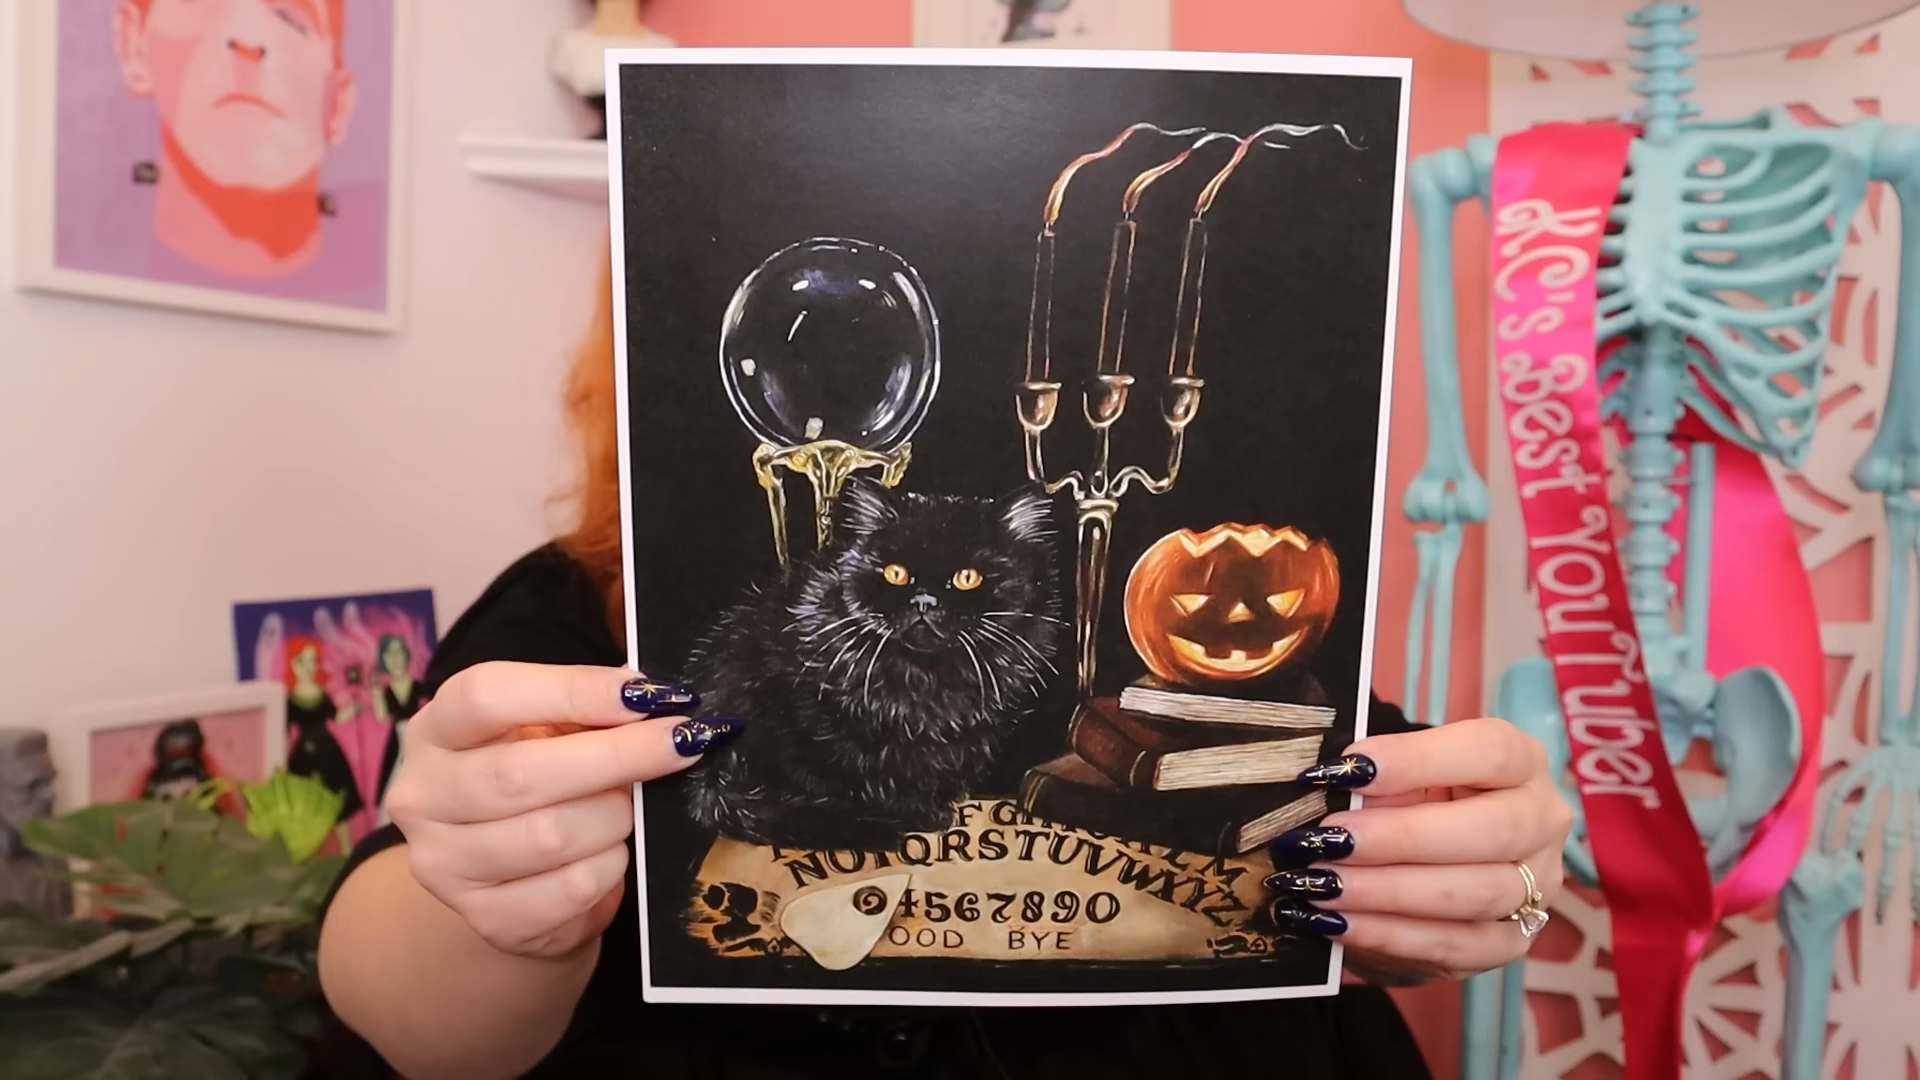 KC's Best YouTuber
F G
NOPQRSTUVWXYZ
4567890
OOD BYE